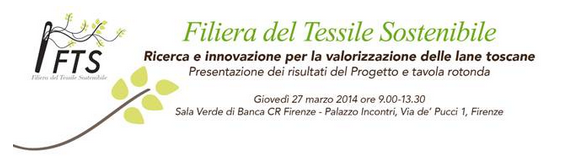 Filiera del Tessile Sostenibile
FTS
Filiera del Tessile Sostenibile
Ricerca e innovazione per la valorizzazione delle lane toscane
Presentazione dei risultati del Progetto e tavola rotonda
Giovedì 27 marzo 2014 ore 9.00-13.30
Sala Verde di Banca CR Firenze - Palazzo Incontri, Via de' Pucci 1, Firenze